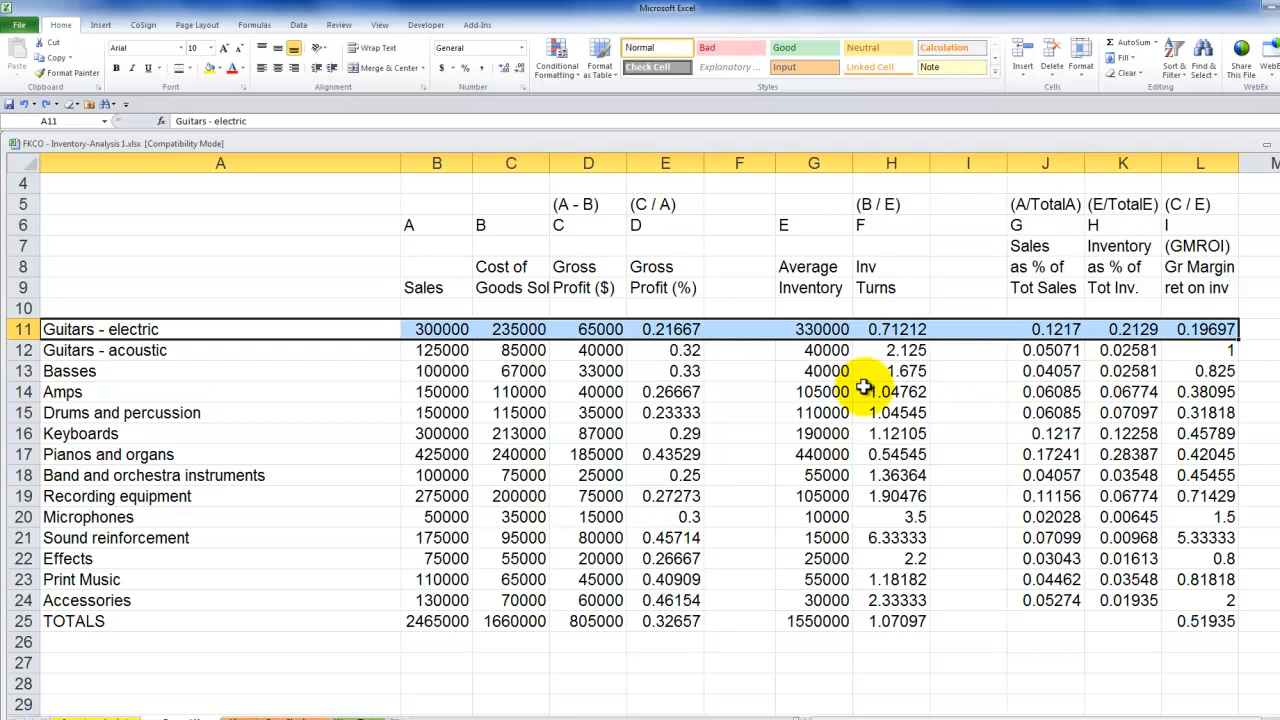 Microsoft Excel
File Home Insert CoSign Page Layout Formulas Data Review View Developer Add-Ins
Cut Arial 10 A A Wrap Text General Normal Bad Good Neutral Calculation AutoSum
Copy Fill
Paste Format Painter B I U Merge & Center $ % , Conditional Formatting Format as Table Check Cell Explanatory ... Input Linked Cell Note Insert Delete Format Clear Sort & Filter Find & Select Share This File
Clipboard Font Alignment Number Styles Cells Editing WebEx
A11 fx Guitars - electric
FKCO - Inventory-Analysis 1.xlsx [Compatibility Mode]
A B C D E F G H I J K L
4
5 (A - B) (C / A) (B / E) (A/TotalA) (E/TotalE) (C / E)
6 A B C D E F G H I
7 Sales Inventory (GMROI)
8 Cost of Gross Gross Average Inv as % of as % of Gr Margin
9 Sales Goods Sol Profit ($) Profit (%) Inventory Turns Tot Sales Tot Inv. ret on inv
10
11 Guitars - electric 300000 235000 65000 0.21667 330000 0.71212 0.1217 0.2129 0.19697
12 Guitars - acoustic 125000 85000 40000 0.32 40000 2.125 0.05071 0.02581 1
13 Basses 100000 67000 33000 0.33 40000 1.675 0.04057 0.02581 0.825
14 Amps 150000 110000 40000 0.26667 105000 1.04762 0.06085 0.06774 0.38095
15 Drums and percussion 150000 115000 35000 0.23333 110000 1.04545 0.06085 0.07097 0.31818
16 Keyboards 300000 213000 87000 0.29 190000 1.12105 0.1217 0.12258 0.45789
17 Pianos and organs 425000 240000 185000 0.43529 440000 0.54545 0.17241 0.28387 0.42045
18 Band and orchestra instruments 100000 75000 25000 0.25 55000 1.36364 0.04057 0.03548 0.45455
19 Recording equipment 275000 200000 75000 0.27273 105000 1.90476 0.11156 0.06774 0.71429
20 Microphones 50000 35000 15000 0.3 10000 3.5 0.02028 0.00645 1.5
21 Sound reinforcement 175000 95000 80000 0.45714 15000 6.33333 0.07099 0.00968 5.33333
22 Effects 75000 55000 20000 0.26667 25000 2.2 0.03043 0.01613 0.8
23 Print Music 110000 65000 45000 0.40909 55000 1.18182 0.04462 0.03548 0.81818
24 Accessories 130000 70000 60000 0.46154 30000 2.33333 0.05274 0.01935 2
25 TOTALS 2465000 1660000 805000 0.32657 1550000 1.07097 0.51935
26
27
28
29